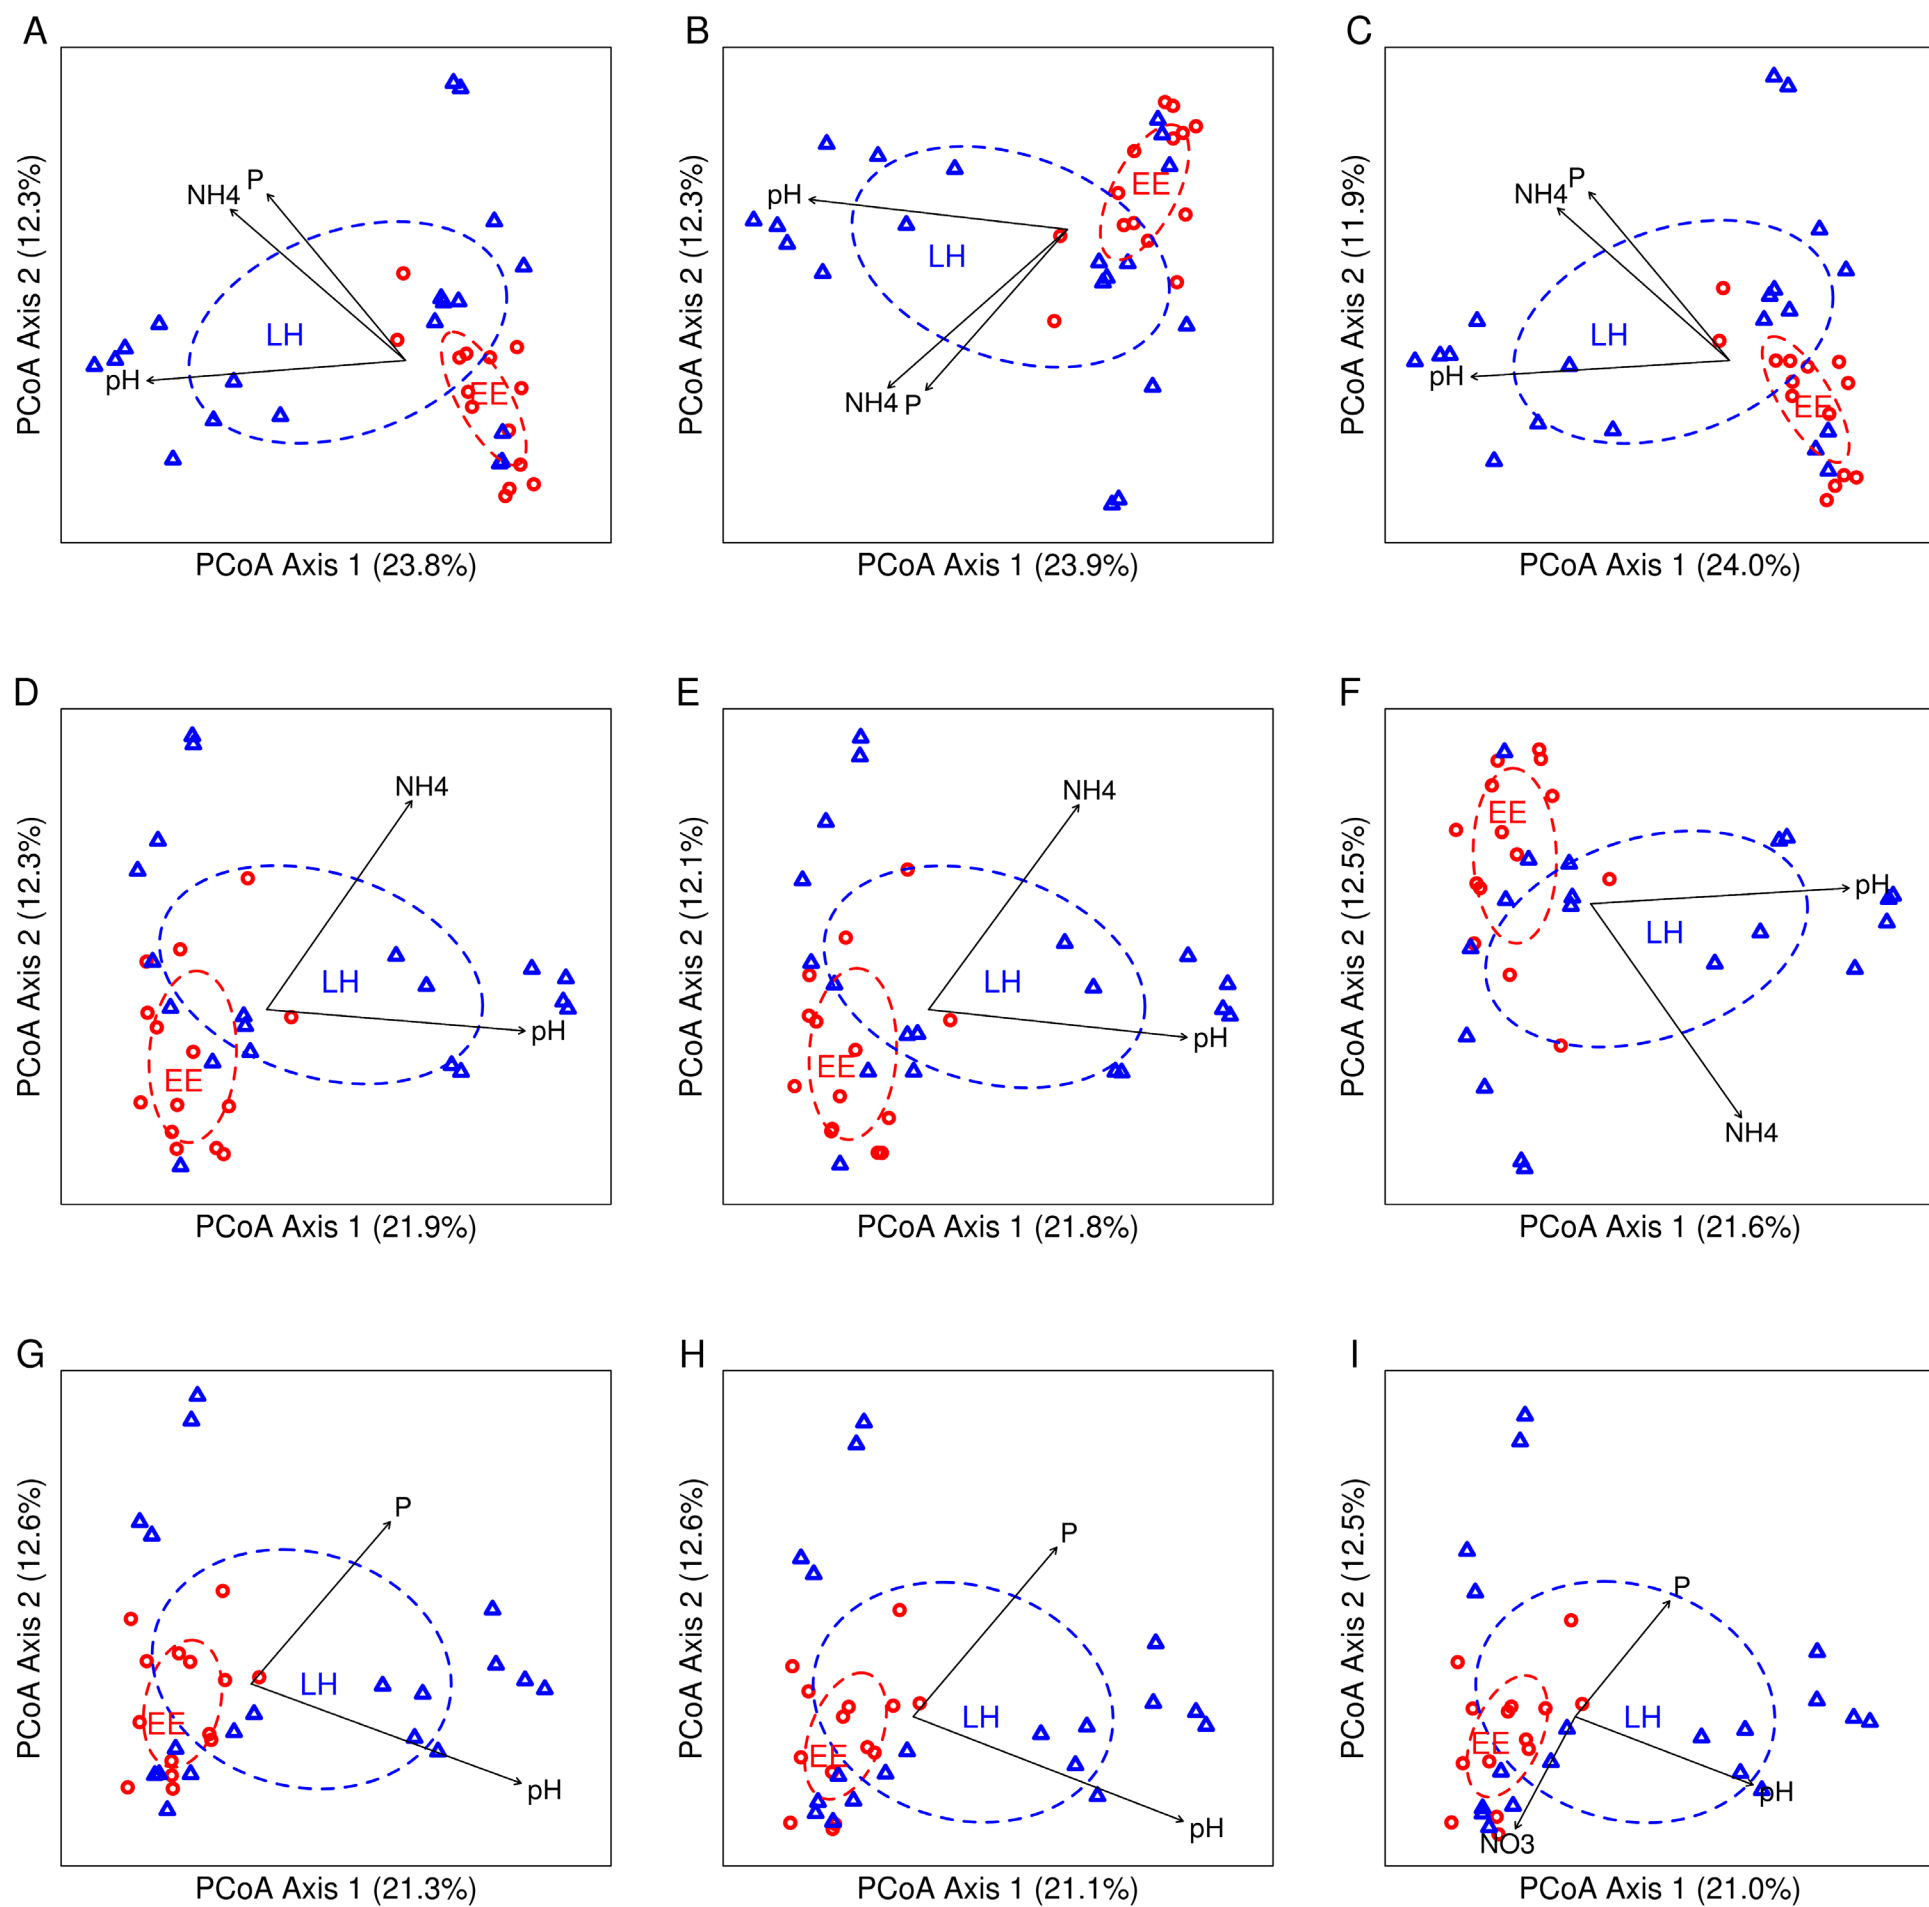 A
PCoA Axis 2 (12.3%)
NH4
P
pH
LH
EE
PCoA Axis 1 (23.8%)
B
PCoA Axis 2 (12.3%)
pH
LH
EE
NH4
P
PCoA Axis 1 (23.9%)
C
PCoA Axis 2 (11.9%)
NH4
P
pH
LH
EE
PCoA Axis 1 (24.0%)
D
PCoA Axis 2 (12.3%)
NH4
LH
pH
EE
PCoA Axis 1 (21.9%)
E
PCoA Axis 2 (12.1%)
NH4
LH
pH
EE
PCoA Axis 1 (21.8%)
F
PCoA Axis 2 (12.5%)
EE
pH
LH
NH4
PCoA Axis 1 (21.6%)
G
PCoA Axis 2 (12.6%)
P
LH
EE
pH
PCoA Axis 1 (21.3%)
H
PCoA Axis 2 (12.6%)
P
LH
EE
pH
PCoA Axis 1 (21.1%)
I
PCoA Axis 2 (12.5%)
P
LH
EE
pH
NO3
PCoA Axis 1 (21.0%)